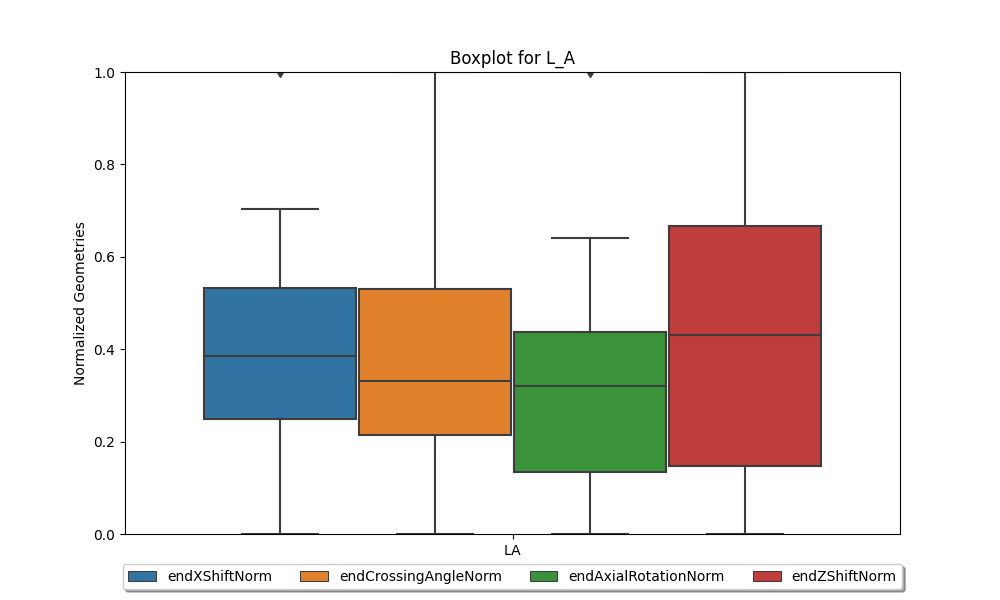 Boxplot for L_A
1.0
0.8
0.6
0.4
0.2
0.0
Normalized Geometries
LA
endXShiftNorm endCrossingAngleNorm endAxialRotationNorm endZShiftNorm